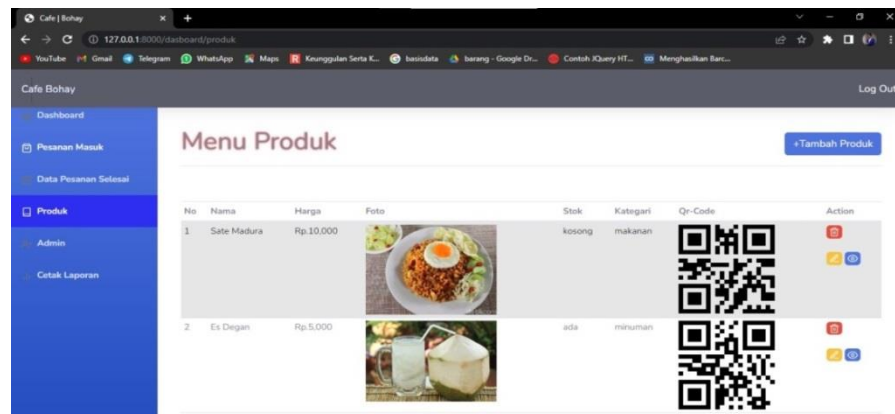 Cafe | Bohay
127.0.0.1:8000/dasboard/produk
YouTube Gmail Telegram WhatsApp Maps Keunggulan Serta K... basisdata barang - Google Dr... Contoh JQuery HT... Menghasilkan Barc...
Cafe Bohay Log Out
Dashboard
Pesanan Masuk
Data Pesanan Selesai
Produk
Admin
Cetak Laporan
Menu Produk
+Tambah Produk
No Nama Harga Foto Stok Kategari Qr-Code Action
1 Sate Madura Rp.10,000 kosong makanan
2 Es Degan Rp.5,000 ada minuman